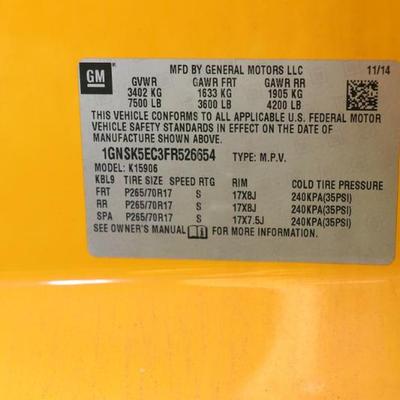 GM MFD BY GENERAL MOTORS LLC 11/14
GVWR GAWR FRT GAWR RR
3402 KG 1633 KG 1905 KG
7500 LB 3600 LB 4200 LB
THIS VEHICLE CONFORMS TO ALL APPLICABLE U.S. FEDERAL MOTOR
VEHICLE SAFETY STANDARDS IN EFFECT ON THE DATE OF
MANUFACTURE SHOWN ABOVE.
1GNSK5EC3FR526654 TYPE: M.P.V.
MODEL: K15906
KBL9 TIRE SIZE SPEED RTG RIM COLD TIRE PRESSURE
FRT P265/70R17 S 17X8J 240KPA(35PSI)
RR P265/70R17 S 17X8J 240KPA(35PSI)
SPA P265/70R17 S 17X7.5J 240KPA(35PSI)
SEE OWNER'S MANUAL FOR MORE INFORMATION.